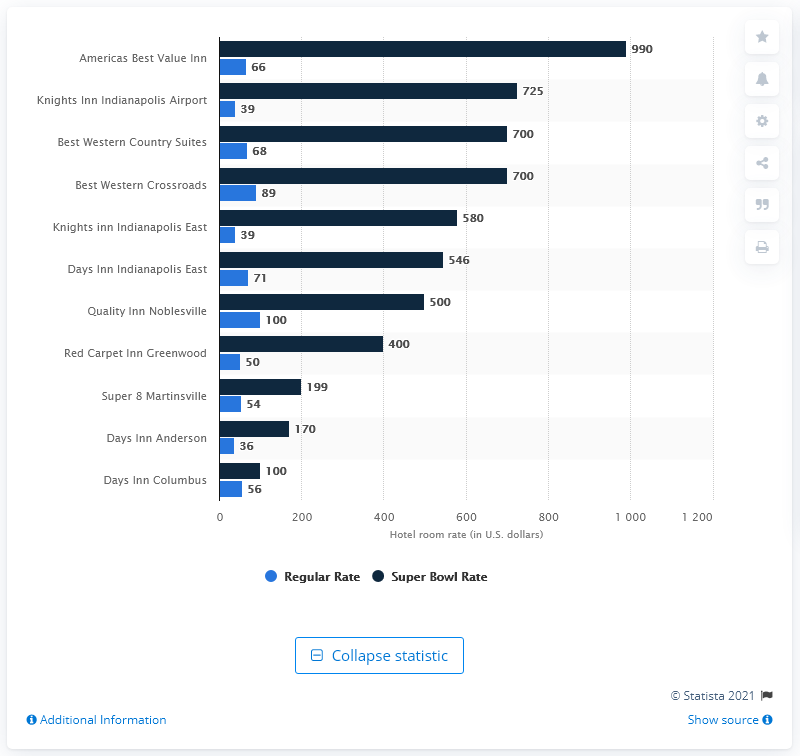 Americas Best Value Inn
990
66
Knights Inn Indianapolis Airport
725
39
Best Western Country Suites
700
68
Best Western Crossroads
700
89
Knights inn Indianapolis East
580
39
Days Inn Indianapolis East
546
71
Quality Inn Noblesville
500
100
Red Carpet Inn Greenwood
400
50
Super 8 Martinsville
199
54
Days Inn Anderson
170
36
Days Inn Columbus
100
56
0 200 400 600 800 1 000 1 200
Hotel room rate (in U.S. dollars)
Regular Rate Super Bowl Rate
Collapse statistic
© Statista 2021
Additional Information Show source